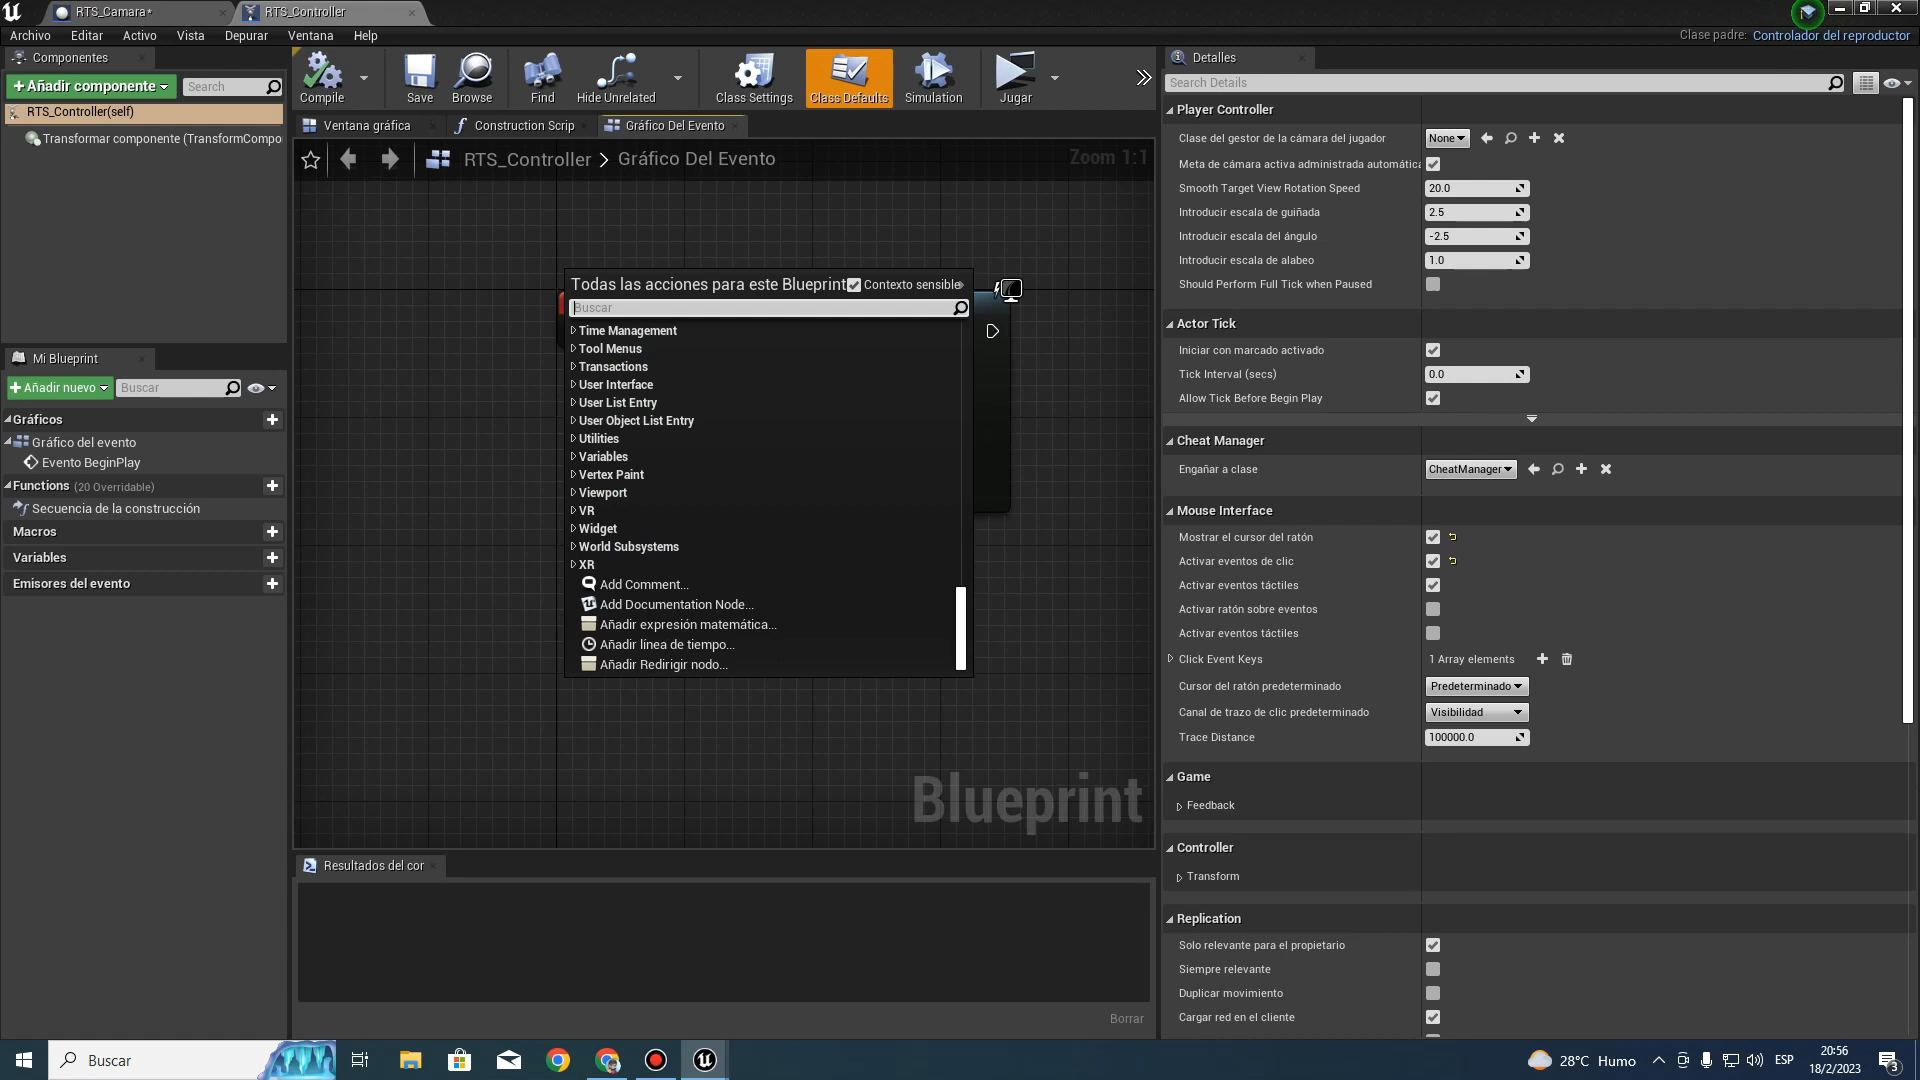 RTS_Camara*
RTS_Controller
Archivo Editar Activo Vista Depurar Ventana Help
Clase padre: Controlador del reproductor
Componentes
Añadir componente
Search
RTS_Controller(self)
Transformar componente (TransformCompo
Compile
Save
Browse
Find
Hide Unrelated
Class Settings
Class Defaults
Simulation
Jugar
Ventana gráfica
Construction Scrip
Gráfico Del Evento
RTS_Controller > Gráfico Del Evento
Zoom 1:1
Todas las acciones para este Blueprint
Contexto sensible
Buscar
Time Management
Tool Menus
Transactions
User Interface
User List Entry
User Object List Entry
Utilities
Variables
Vertex Paint
Viewport
VR
Widget
World Subsystems
XR
Add Comment...
Add Documentation Node...
Añadir expresión matemática...
Añadir línea de tiempo...
Añadir Redirigir nodo...
Blueprint
Mi Blueprint
Añadir nuevo
Buscar
Gráficos
Gráfico del evento
Evento BeginPlay
Functions (20 Overridable)
Secuencia de la construcción
Macros
Variables
Emisores del evento
Resultados del cor
Borrar
Detalles
Search Details
Player Controller
Clase del gestor de la cámara del jugador None
Meta de cámara activa administrada automática
Smooth Target View Rotation Speed 20.0
Introducir escala de guiñada 2.5
Introducir escala del ángulo -2.5
Introducir escala de alabeo 1.0
Should Perform Full Tick when Paused
Actor Tick
Iniciar con marcado activado
Tick Interval (secs) 0.0
Allow Tick Before Begin Play
Cheat Manager
Engañar a clase CheatManager
Mouse Interface
Mostrar el cursor del ratón
Activar eventos de clic
Activar eventos táctiles
Activar ratón sobre eventos
Activar eventos táctiles
Click Event Keys 1 Array elements
Cursor del ratón predeterminado Predeterminado
Canal de trazo de clic predeterminado Visibilidad
Trace Distance 100000.0
Game
Feedback
Controller
Transform
Replication
Solo relevante para el propietario
Siempre relevante
Duplicar movimiento
Cargar red en el cliente
Buscar
28°C Humo
ESP
20:56
18/2/2023
3